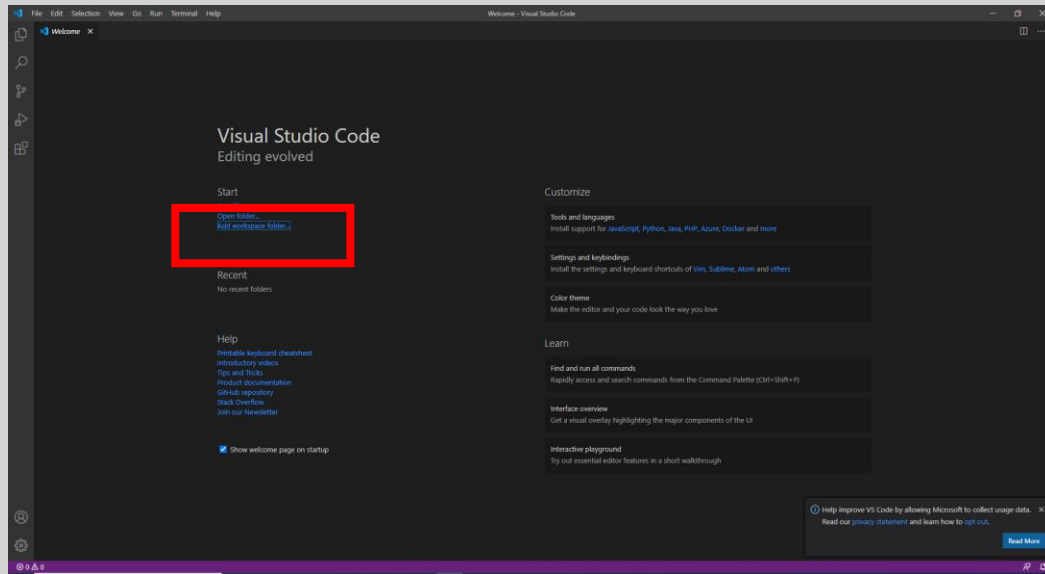 File Edit Selection View Go Run Terminal Help
Welcome - Visual Studio Code
Welcome
Visual Studio Code
Editing evolved
Start
Open folder...
Add workspace folder...
Recent
No recent folders
Help
Printable keyboard cheatsheet
Introductory videos
Tips and Tricks
Product documentation
GitHub repository
Stack Overflow
Join our Newsletter
Show welcome page on startup
Customize
Tools and languages
Install support for JavaScript, Python, Java, PHP, Azure, Docker and more
Settings and keybindings
Install the settings and keyboard shortcuts of Vim, Sublime, Atom and others
Color theme
Make the editor and your code look the way you love
Learn
Find and run all commands
Rapidly access and search commands from the Command Palette (Ctrl+Shift+P)
Interface overview
Get a visual overlay highlighting the major components of the UI
Interactive playground
Try out essential editor features in a short walkthrough
Help improve VS Code by allowing Microsoft to collect usage data.
Read our privacy statement and learn how to opt out.
Read More
0 0